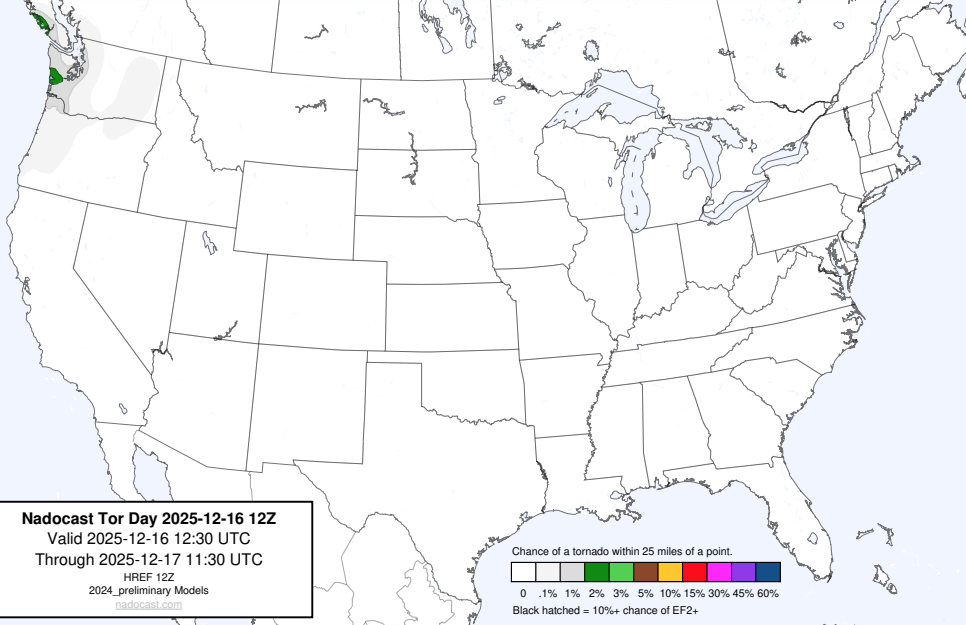 Nadocast Tor Day 2025-12-16 12Z
Valid 2025-12-16 12:30 UTC
Through 2025-12-17 11:30 UTC
HREF 12Z
2024_preliminary Models
nadocast.com
Chance of a tornado within 25 miles of a point.
0 .1% 1% 2% 3% 5% 10% 15% 30% 45% 60%
Black hatched = 10%+ chance of EF2+